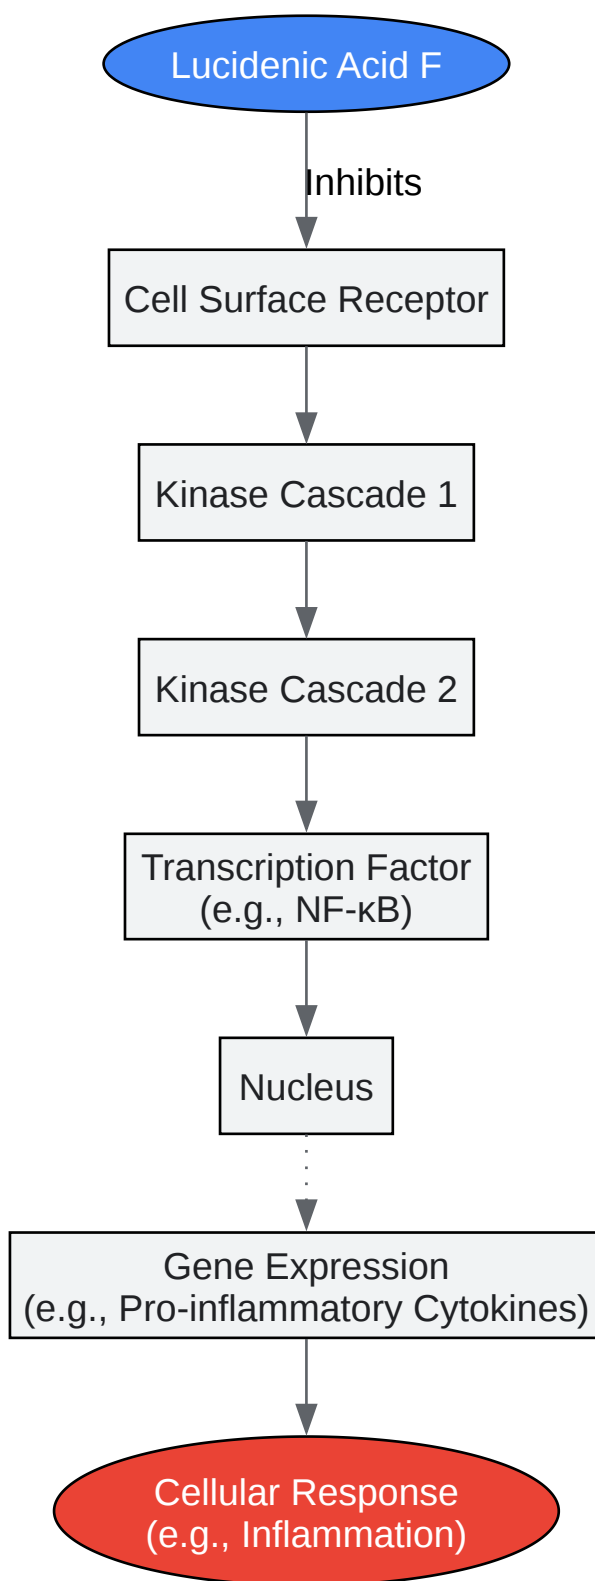 Lucidenic Acid F
Inhibits
Cell Surface Receptor
Kinase Cascade 1
Kinase Cascade 2
Transcription Factor
(e.g., NF-κB)
Nucleus
Gene Expression
(e.g., Pro-inflammatory Cytokines)
Cellular Response
(e.g., Inflammation)